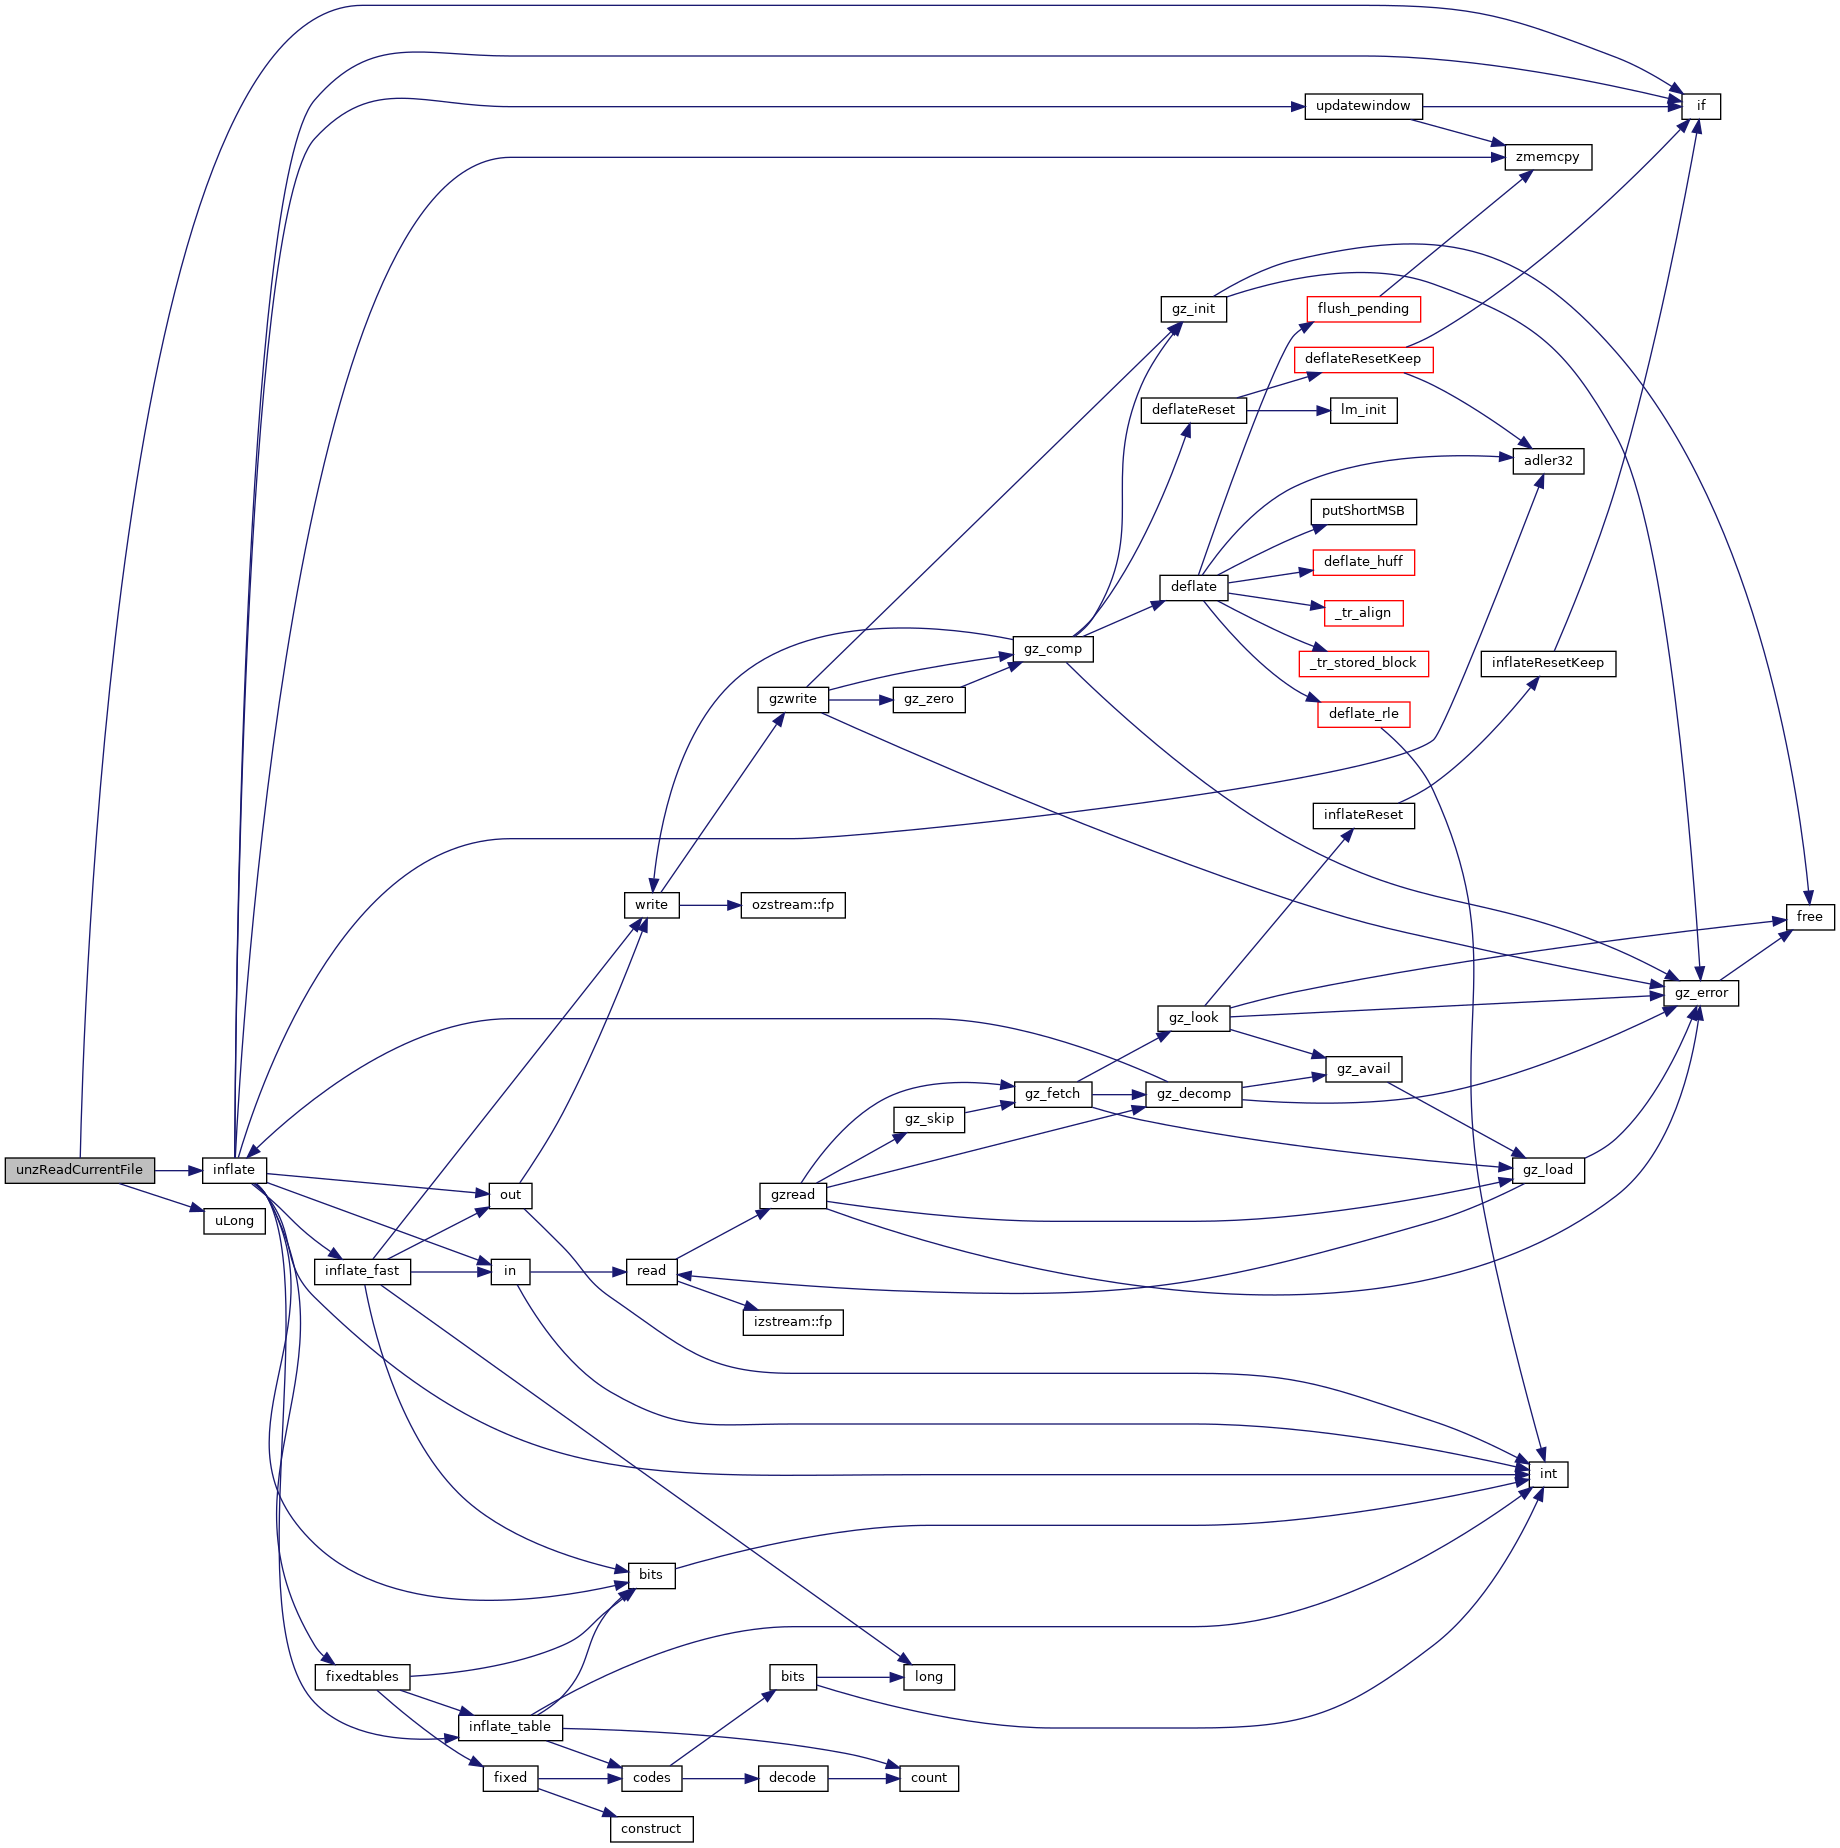 if
updatewindow
zmemcpy
gz_init
flush_pending
deflateResetKeep
deflateReset
lm_init
adler32
putShortMSB
deflate_huff
deflate
_tr_align
gz_comp
_tr_stored_block
inflateResetKeep
gzwrite
gz_zero
deflate_rle
inflateReset
write
ozstream::fp
free
gz_error
gz_look
gz_avail
gz_fetch
gz_decomp
gz_skip
unzReadCurrentFile
inflate
gz_load
out
gzread
uLong
inflate_fast
in
read
izstream::fp
int
bits
fixedtables
bits
long
inflate_table
fixed
codes
decode
count
construct